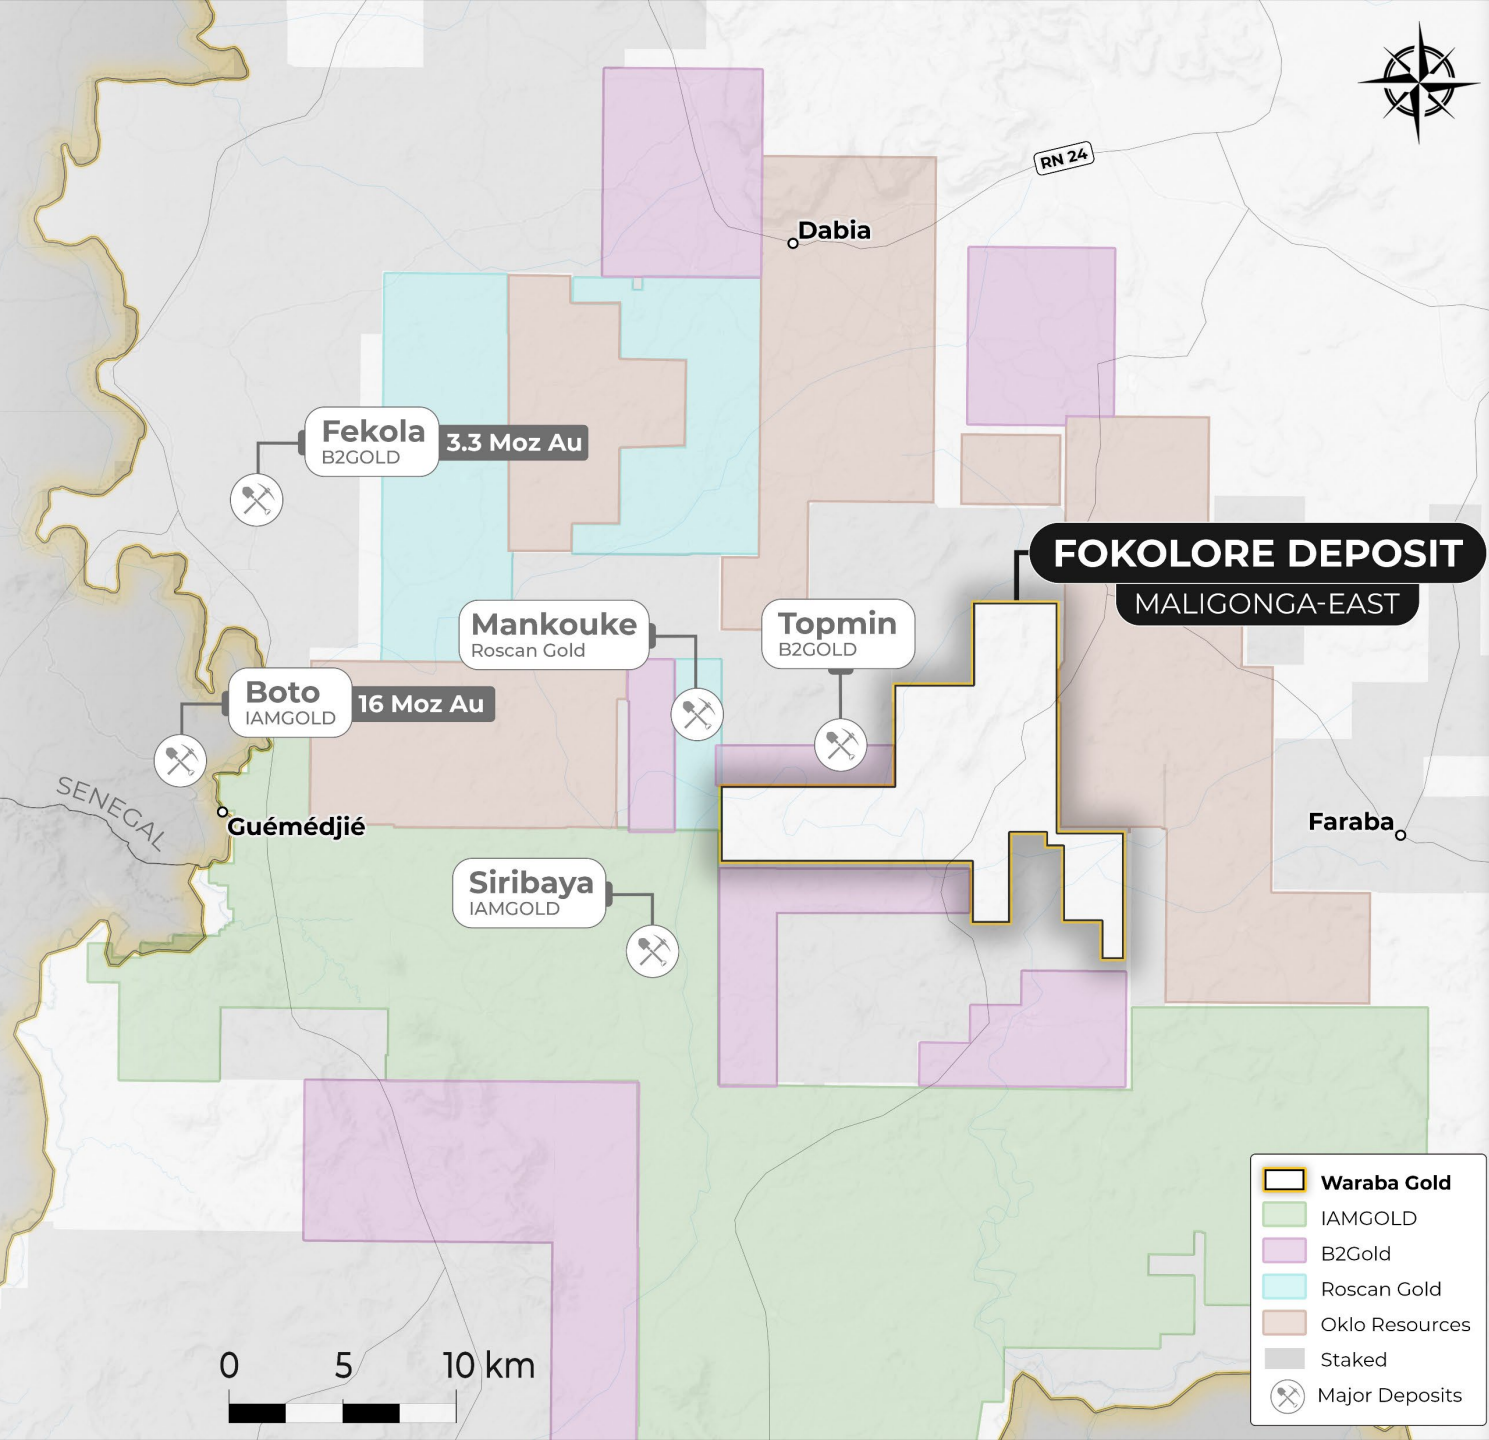 RN 24
Dabia
Fekola
B2GOLD
3.3 Moz Au
FOKOLORE DEPOSIT
MALIGONGA-EAST
Mankouke
Roscan Gold
Topmin
B2GOLD
Boto
IAMGOLD
16 Moz Au
SENEGAL
Guémédjié
Faraba
Siribaya
IAMGOLD
Waraba Gold
IAMGOLD
B2Gold
Roscan Gold
Oklo Resources
Staked
Major Deposits
0 5 10 km